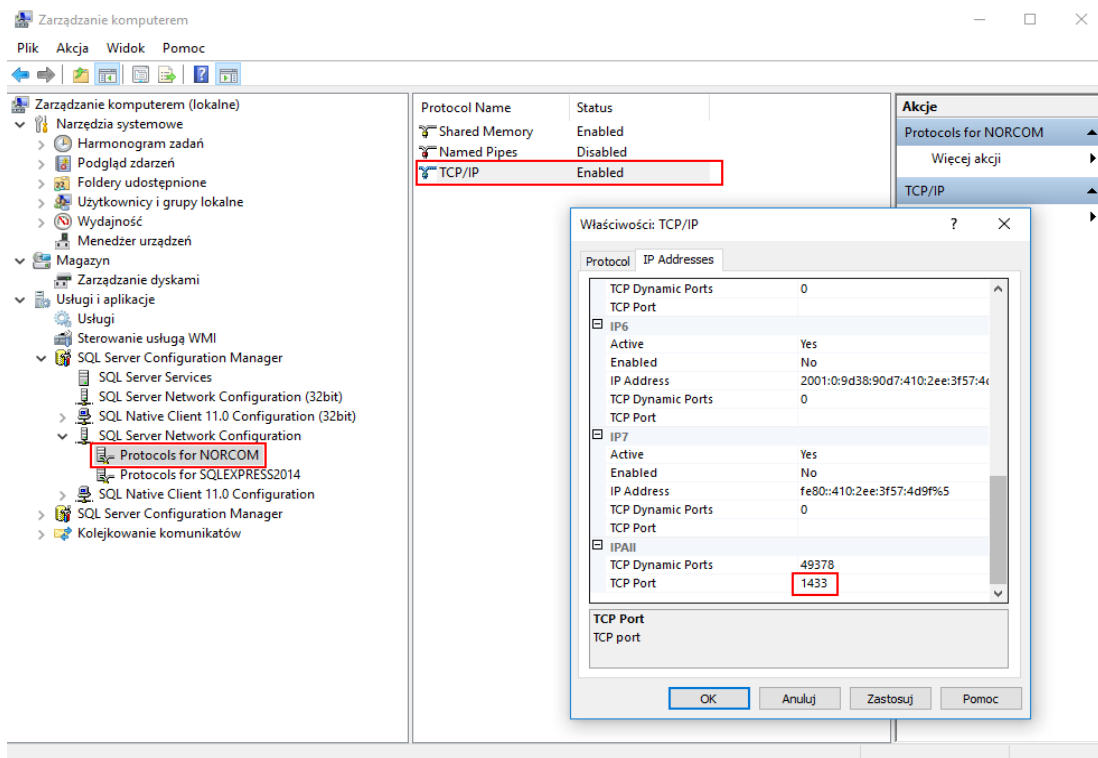 Zarządzanie komputerem
Plik Akcja Widok Pomoc
Zarządzanie komputerem (lokalne)
Narzędzia systemowe
Harmonogram zadań
Podgląd zdarzeń
Foldery udostępnione
Użytkownicy i grupy lokalne
Wydajność
Menedżer urządzeń
Magazyn
Zarządzanie dyskami
Usługi i aplikacje
Usługi
Sterowanie usługą WMI
SQL Server Configuration Manager
SQL Server Services
SQL Server Network Configuration (32bit)
SQL Native Client 11.0 Configuration (32bit)
SQL Server Network Configuration
Protocols for NORCOM
Protocols for SQLEXPRESS2014
SQL Native Client 11.0 Configuration
SQL Server Configuration Manager
Kolejkowanie komunikatów
Protocol Name Status
Shared Memory Enabled
Named Pipes Disabled
TCP/IP Enabled
Akcje
Protocols for NORCOM
Więcej akcji
TCP/IP
Właściwości: TCP/IP ?
Protocol IP Addresses
TCP Dynamic Ports 0
TCP Port
IP6
Active Yes
Enabled No
IP Address 2001:0:9d38:90d7:410:2ee:3f57:4
TCP Dynamic Ports 0
TCP Port
IP7
Active Yes
Enabled No
IP Address fe80::410:2ee:3f57:4d9f%5
TCP Dynamic Ports 0
TCP Port
IPAll
TCP Dynamic Ports 49378
TCP Port 1433
TCP Port
TCP port
OK Anuluj Zastosuj Pomoc